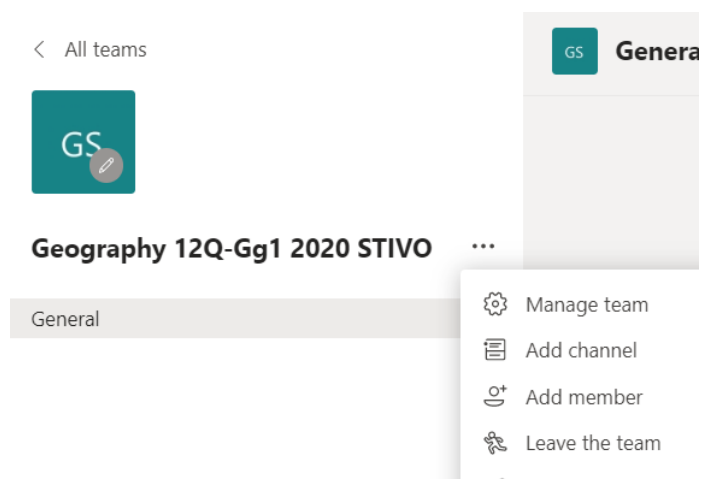 All teams
GS
Genera
GS
Geography 12Q-Gg1 2020 STIVO
...
General
Manage team
Add channel
Add member
Leave the team